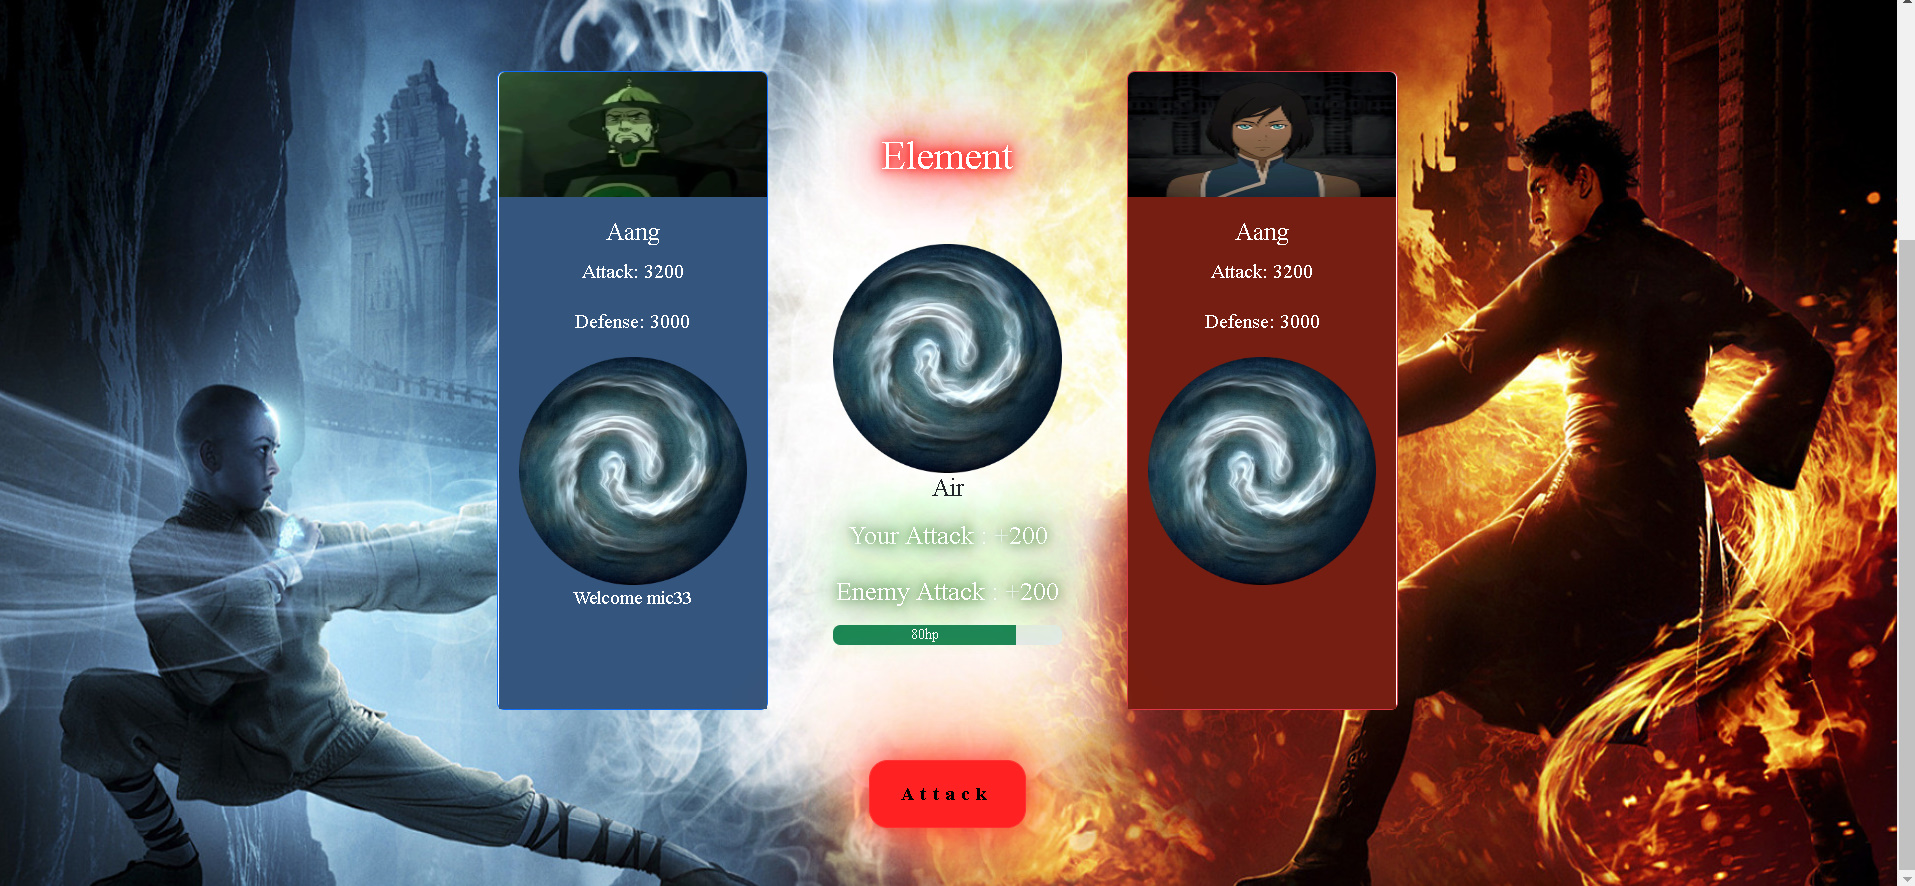 Element
Aang
Attack: 3200
Defense: 3000
Welcome mic33
Air
Your Attack : +200
Enemy Attack : +200
80hp
Aang
Attack: 3200
Defense: 3000
Attack